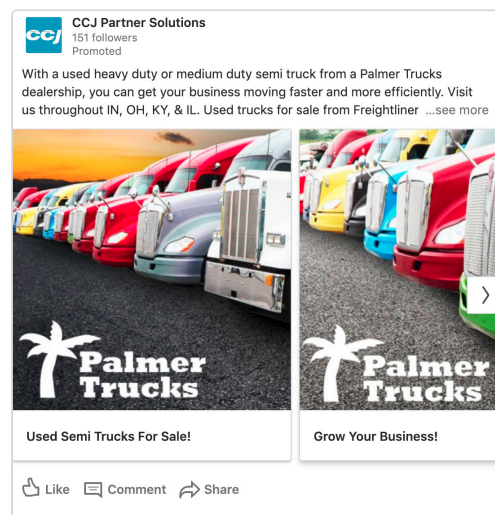 CCJ
CCJ Partner Solutions
151 followers
Promoted
With a used heavy duty or medium duty semi truck from a Palmer Trucks
dealership, you can get your business moving faster and more efficiently. Visit
us throughout IN, OH, KY, & IL. Used trucks for sale from Freightliner ...see more
Palmer
Trucks
Palmer
Trucks
Used Semi Trucks For Sale!
Grow Your Business!
Like
Comment
Share